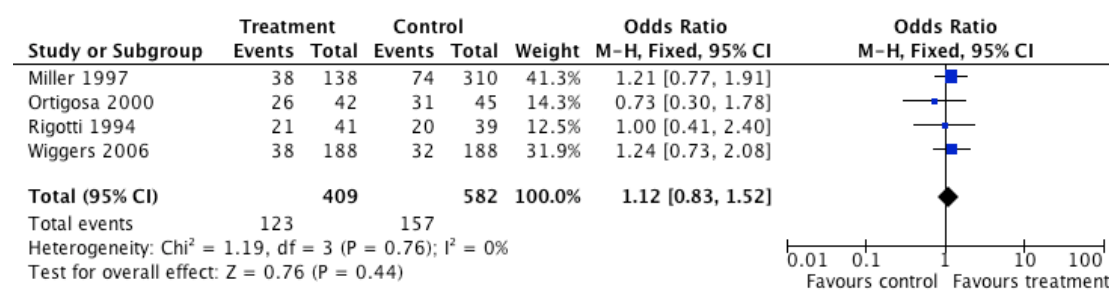 Treatment Control Odds Ratio Odds Ratio
Study or Subgroup Events Total Events Total Weight M-H, Fixed, 95% CI M-H, Fixed, 95% CI
Miller 1997 38 138 74 310 41.3% 1.21 [0.77, 1.91]
Ortigosa 2000 26 42 31 45 14.3% 0.73 [0.30, 1.78]
Rigotti 1994 21 41 20 39 12.5% 1.00 [0.41, 2.40]
Wiggers 2006 38 188 32 188 31.9% 1.24 [0.73, 2.08]
Total (95% CI) 409 582 100.0% 1.12 [0.83, 1.52]
Total events 123 157
Heterogeneity: Chi² = 1.19, df = 3 (P = 0.76); I² = 0%
Test for overall effect: Z = 0.76 (P = 0.44)
0.01 0.1 1 10 100
Favours control Favours treatment